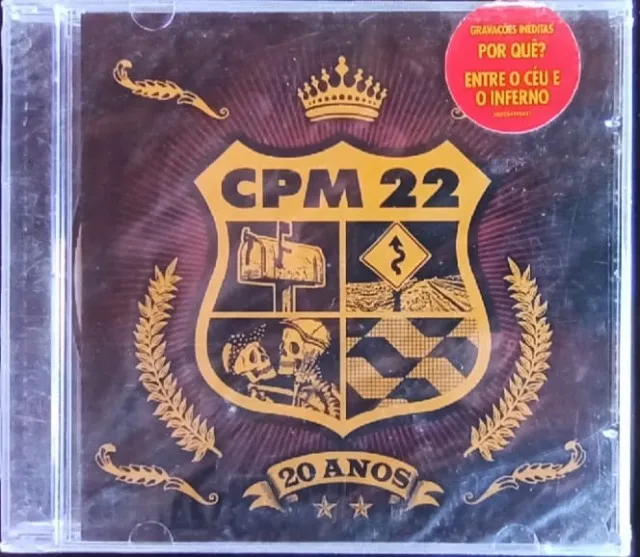 GRAVAÇÕES INÉDITAS
POR QUÊ?
ENTRE O CÉU E
O INFERNO
CPM 22
20 ANOS